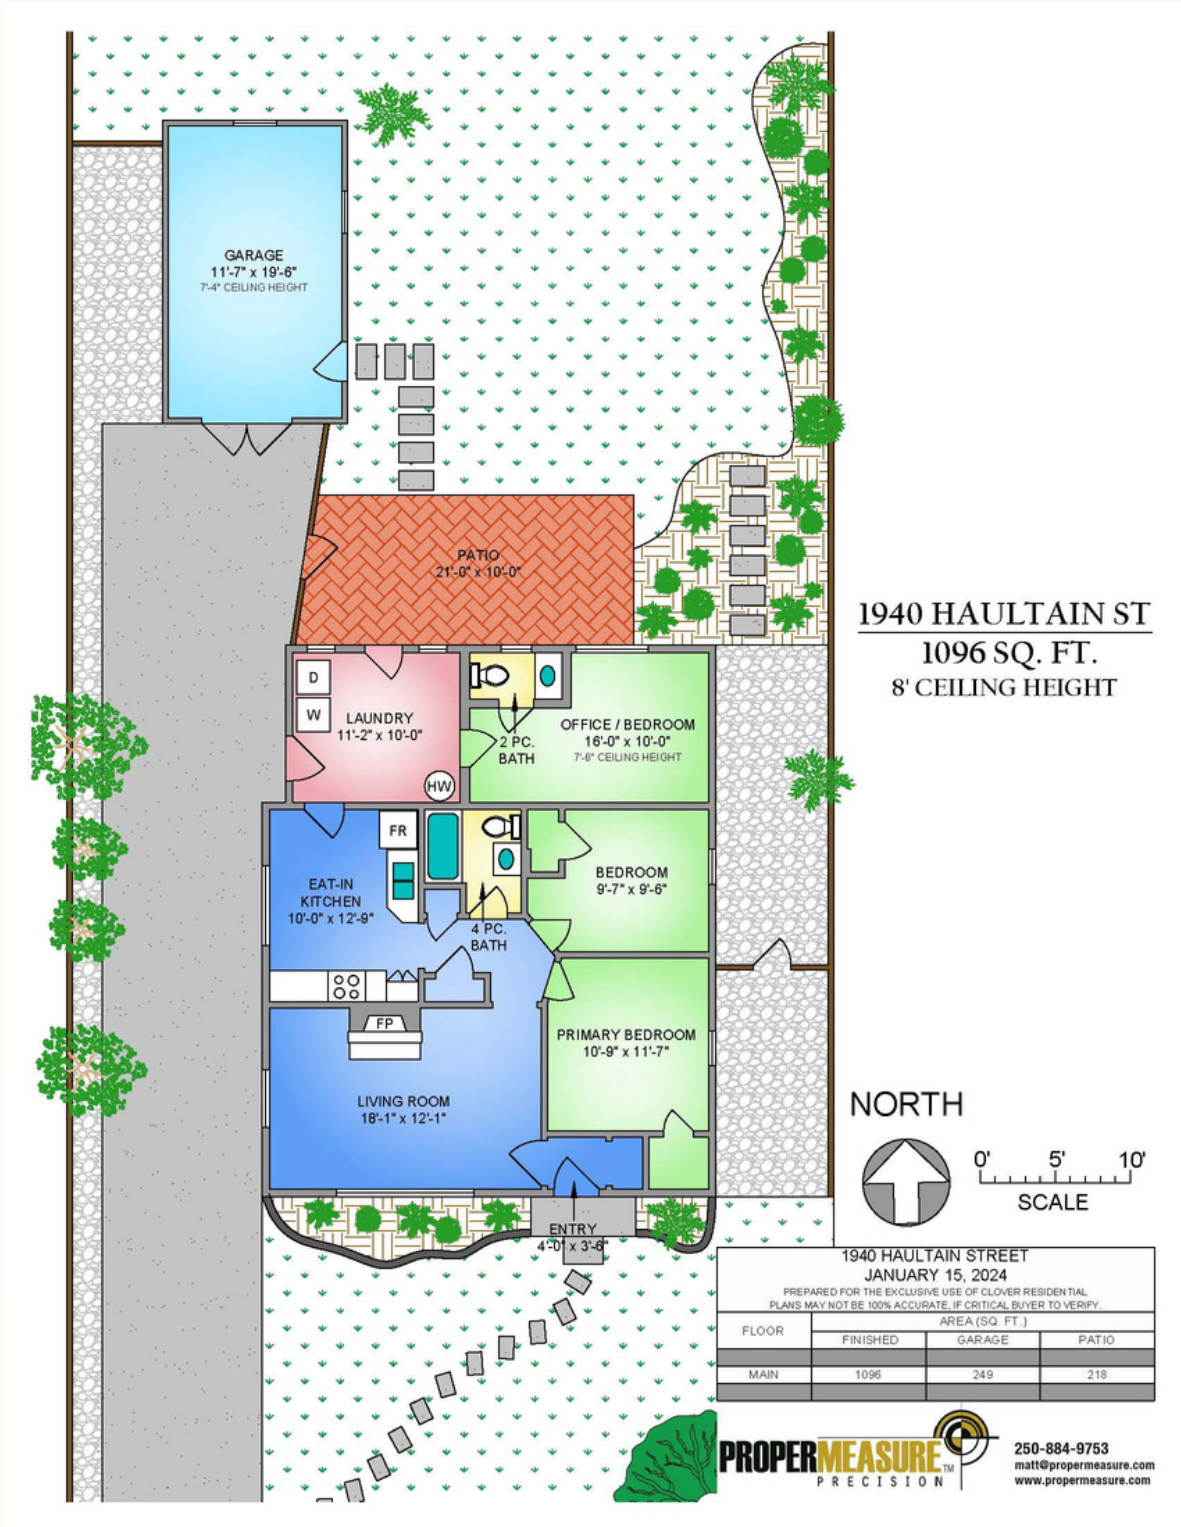 GARAGE
11'-7" x 19'-6"
7'-4" CEILING HEIGHT
PATIO
21'-0" x 10'-0"
1940 HAULTAIN ST
1096 SQ. FT.
8' CEILING HEIGHT
D
W
LAUNDRY
11'-2" x 10'-0"
HW
2 PC.
BATH
OFFICE / BEDROOM
16'-0" x 10'-0"
7'-6" CEILING HEIGHT
FR
EAT-IN
KITCHEN
10'-0" x 12'-9"
4 PC.
BATH
BEDROOM
9'-7" x 9'-6"
FP
PRIMARY BEDROOM
10'-9" x 11'-7"
LIVING ROOM
18'-1" x 12'-1"
ENTRY
4'-0" x 3'-6"
NORTH
0' 5' 10'
SCALE
1940 HAULTAIN STREET
JANUARY 15, 2024
PREPARED FOR THE EXCLUSIVE USE OF CLOVER RESIDENTIAL
PLANS MAY NOT BE 100% ACCURATE, IF CRITICAL BUYER TO VERIFY.
FLOOR
AREA (SQ. FT.)
FINISHED GARAGE PATIO
MAIN 1096 249 218
PROPERMEASURE TM
PRECISION
250-884-9753
matt@propermeasure.com
www.propermeasure.com